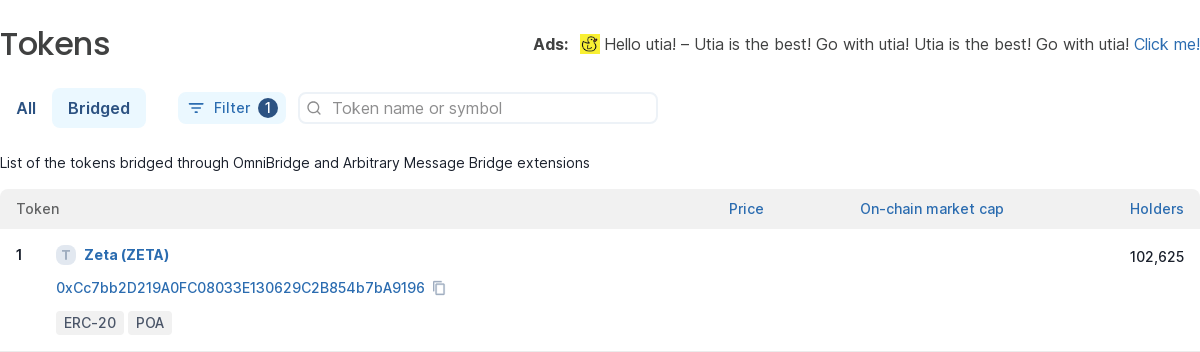 Tokens
Ads: Hello utia! – Utia is the best! Go with utia! Utia is the best! Go with utia! Click me!
All Bridged Filter 1 Token name or symbol
List of the tokens bridged through OmniBridge and Arbitrary Message Bridge extensions
Token Price On-chain market cap Holders
1 T Zeta (ZETA) 102,625
0xCc7bb2D219A0FC08033E130629C2B854b7bA9196
ERC-20 POA